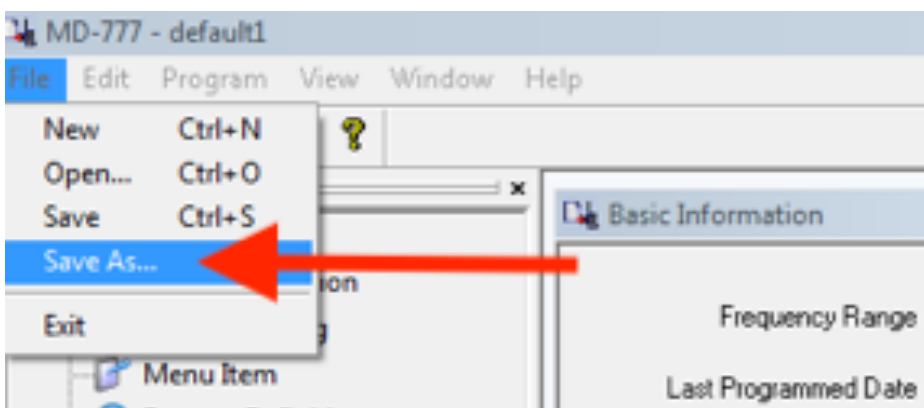 MD-777 - default1
File Edit Program View Window Help
New Ctrl+N
Open... Ctrl+O
Save Ctrl+S
Save As...
Exit
Menu Item
Basic Information
Frequency Range
Last Programmed Date